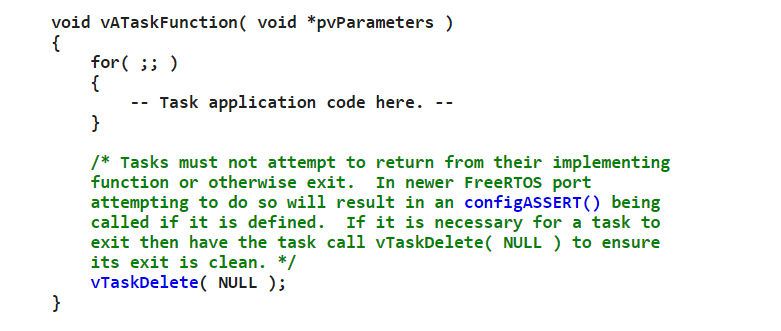 void vATaskFunction( void *pvParameters )
{
for( ;; )
{
-- Task application code here. --
}
/* Tasks must not attempt to return from their implementing
function or otherwise exit. In newer FreeRTOS port
attempting to do so will result in an configASSERT() being
called if it is defined. If it is necessary for a task to
exit then have the task call vTaskDelete( NULL ) to ensure
its exit is clean. */
vTaskDelete( NULL );
}